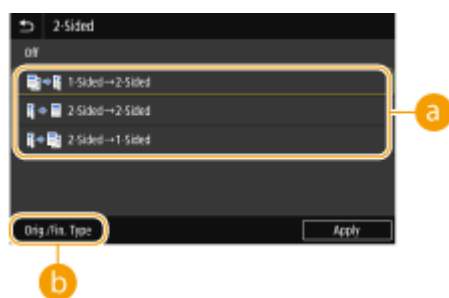 2-Sided
Off
1-Sided→2-Sided
2-Sided→2-Sided
2-Sided→1-Sided
a
Orig./Fin. Type
Apply
b